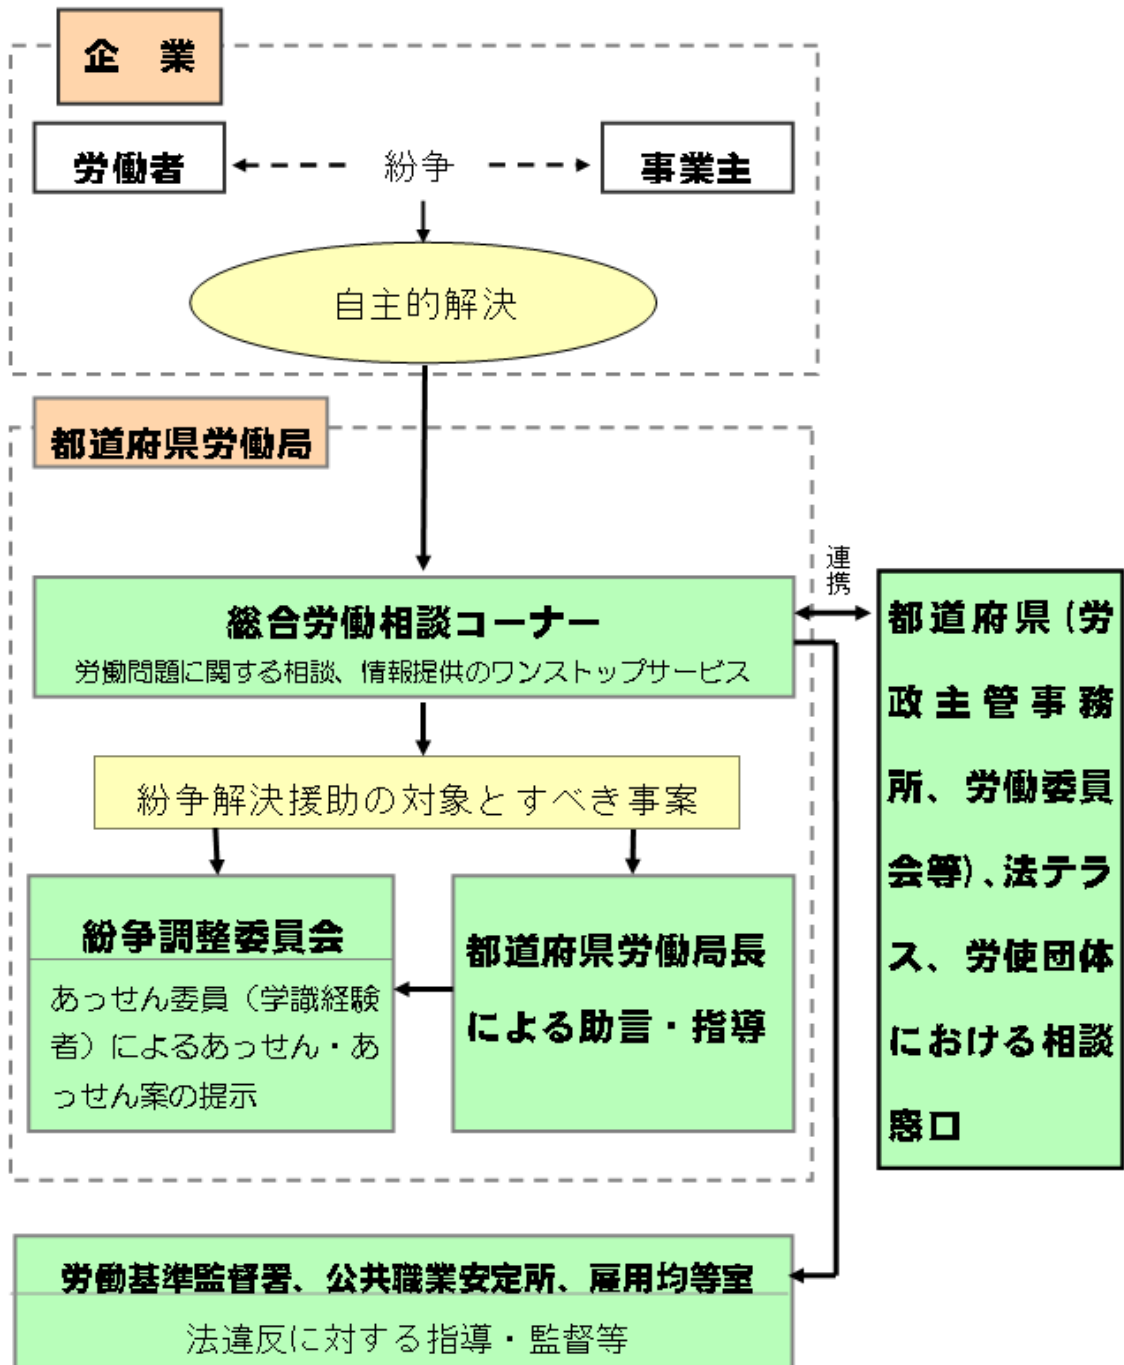 企　業
労働者
紛争
事業主
自主的解決
都道府県労働局
連
携
総合労働相談コーナー
労働問題に関する相談、情報提供のワンストップサービス
都道府県(労
政主管事務
所、労働委員
会等)、法テラ
ス、労使団体
における相談
窓口
紛争解決援助の対象とすべき事案
紛争調整委員会
あっせん委員（学識経験
者）によるあっせん・あ
っせん案の提示
都道府県労働局長
による助言・指導
労働基準監督署、公共職業安定所、雇用均等室
法違反に対する指導・監督等